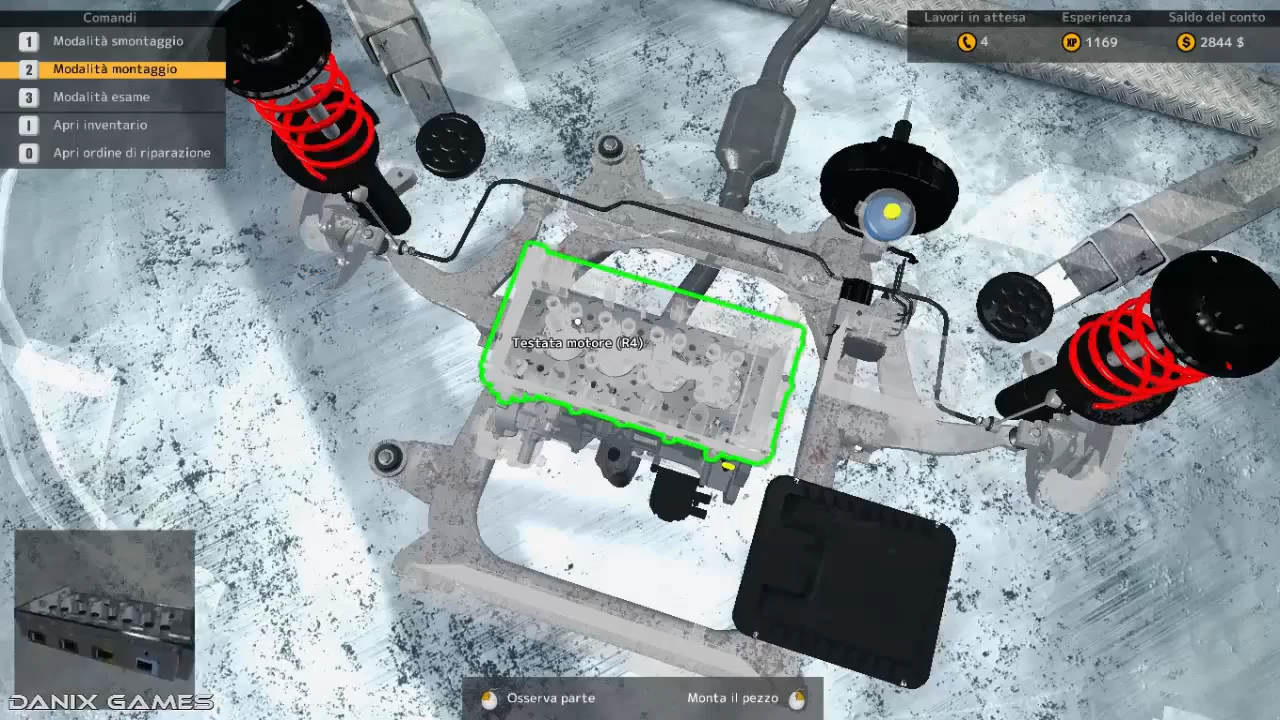 Comandi
1 Modalità smontaggio
2 Modalità montaggio
3 Modalità esame
I Apri inventario
O Apri ordine di riparazione
Lavori in attesa Esperienza Saldo del conto
4 XP 1169 $ 2844 $
Testata motore (R4)
DANIX GAMES
Osserva parte Monta il pezzo